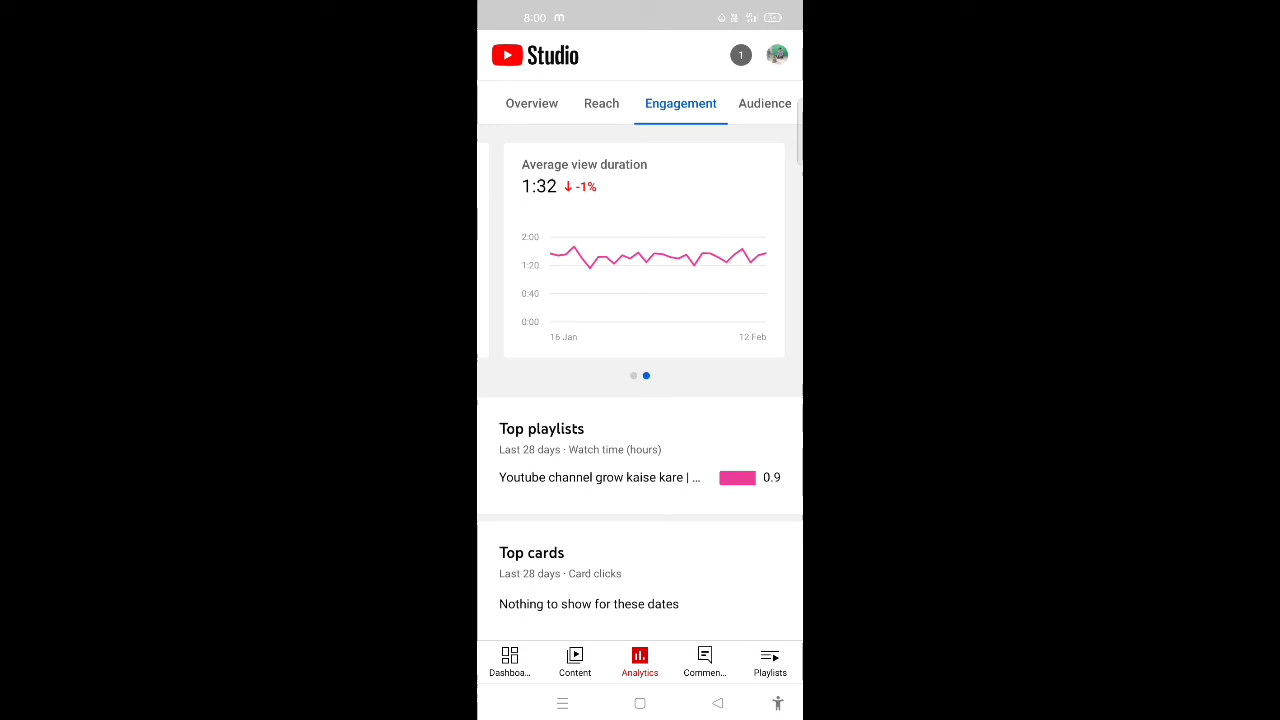 8:00 m
Studio
1
Overview Reach Engagement Audience
Average view duration
1:32 ↓ -1%
2:00
1:20
0:40
0:00
16 Jan 12 Feb
Top playlists
Last 28 days · Watch time (hours)
Youtube channel grow kaise kare | ... 0.9
Top cards
Last 28 days · Card clicks
Nothing to show for these dates
Dashboa... Content Analytics Commen... Playlists